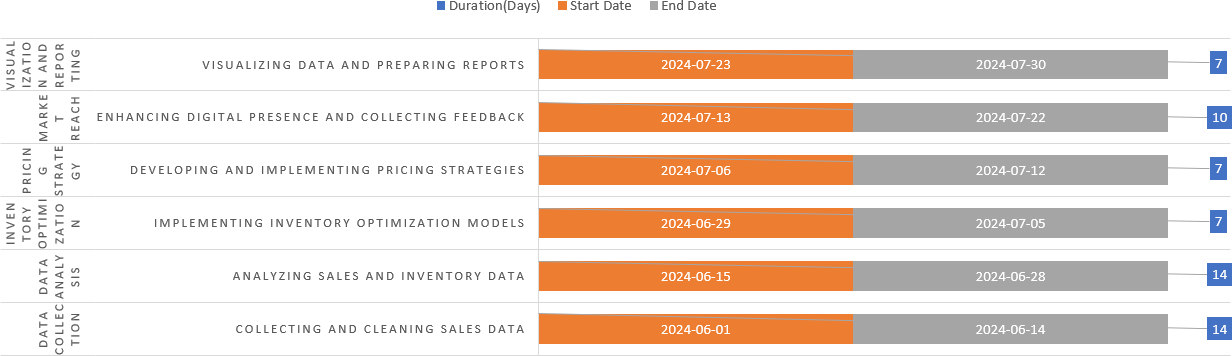 Duration(Days) Start Date End Date
VISUAL
IZATIO
N AND
REPOR
TING
VISUALIZING DATA AND PREPARING REPORTS
2024-07-23
2024-07-30
7
MARKE
T
REACH
ENHANCING DIGITAL PRESENCE AND COLLECTING FEEDBACK
2024-07-13
2024-07-22
10
PRICIN
G
STRATE
GY
DEVELOPING AND IMPLEMENTING PRICING STRATEGIES
2024-07-06
2024-07-12
7
INVEN
TORY
OPTIMI
ZATIO
N
IMPLEMENTING INVENTORY OPTIMIZATION MODELS
2024-06-29
2024-07-05
7
DATA
ANALY
SIS
ANALYZING SALES AND INVENTORY DATA
2024-06-15
2024-06-28
14
DATA
COLLEC
TION
COLLECTING AND CLEANING SALES DATA
2024-06-01
2024-06-14
14